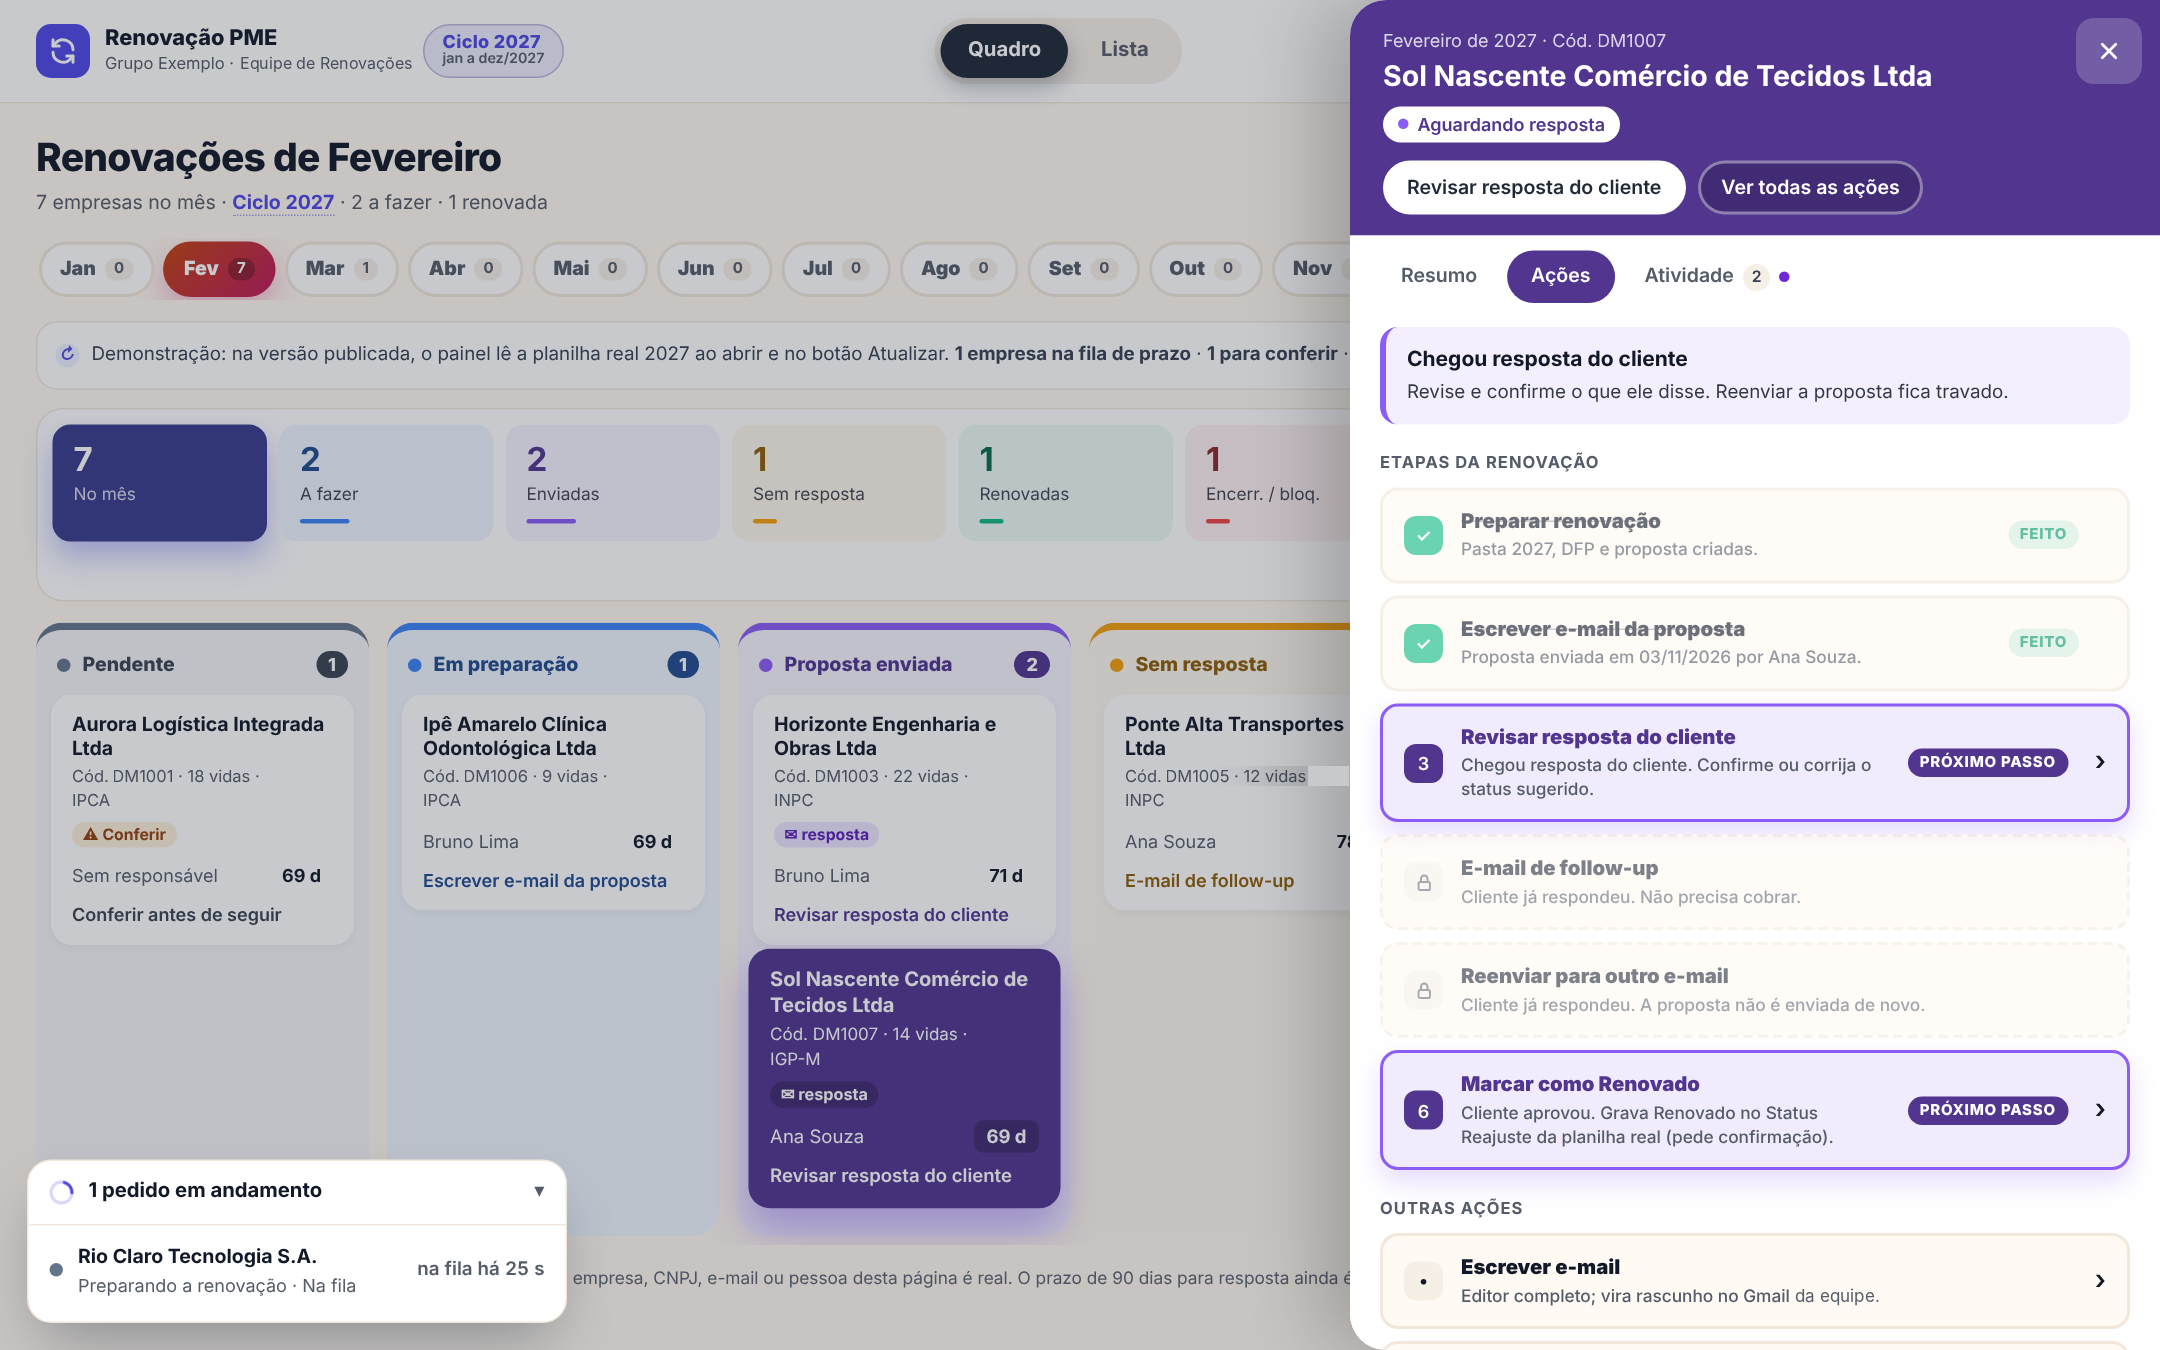 Renovação PME
Grupo Exemplo · Equipe de Renovações
Ciclo 2027
jan a dez/2027
Quadro
Lista
Renovações de Fevereiro
7 empresas no mês · Ciclo 2027 · 2 a fazer · 1 renovada
Jan 0
Fev 7
Mar 1
Abr 0
Mai 0
Jun 0
Jul 0
Ago 0
Set 0
Out 0
Nov
Demonstração: na versão publicada, o painel lê a planilha real 2027 ao abrir e no botão Atualizar. 1 empresa na fila de prazo · 1 para conferir ·
7
No mês
2
A fazer
2
Enviadas
1
Sem resposta
1
Renovadas
1
Encerr. / bloq.
Pendente 1
Aurora Logística Integrada
Ltda
Cód. DM1001 · 18 vidas ·
IPCA
Conferir
Sem responsável 69 d
Conferir antes de seguir
Em preparação 1
Ipê Amarelo Clínica
Odontológica Ltda
Cód. DM1006 · 9 vidas ·
IPCA
Bruno Lima 69 d
Escrever e-mail da proposta
Proposta enviada 2
Horizonte Engenharia e
Obras Ltda
Cód. DM1003 · 22 vidas ·
INPC
resposta
Bruno Lima 71 d
Revisar resposta do cliente
Sol Nascente Comércio de
Tecidos Ltda
Cód. DM1007 · 14 vidas ·
IGP-M
resposta
Ana Souza 69 d
Revisar resposta do cliente
Sem resposta
Ponte Alta Transportes
Ltda
Cód. DM1005 · 12 vidas
INPC
Ana Souza
E-mail de follow-up
1 pedido em andamento
Rio Claro Tecnologia S.A.
Preparando a renovação · Na fila
na fila há 25 s
empresa, CNPJ, e-mail ou pessoa desta página é real. O prazo de 90 dias para resposta ainda é
Fevereiro de 2027 · Cód. DM1007
Sol Nascente Comércio de Tecidos Ltda
Aguardando resposta
Revisar resposta do cliente
Ver todas as ações
Resumo
Ações
Atividade 2
Chegou resposta do cliente
Revise e confirme o que ele disse. Reenviar a proposta fica travado.
ETAPAS DA RENOVAÇÃO
Preparar renovação
Pasta 2027, DFP e proposta criadas.
FEITO
Escrever e-mail da proposta
Proposta enviada em 03/11/2026 por Ana Souza.
FEITO
3
Revisar resposta do cliente
Chegou resposta do cliente. Confirme ou corrija o
status sugerido.
PRÓXIMO PASSO
E-mail de follow-up
Cliente já respondeu. Não precisa cobrar.
Reenviar para outro e-mail
Cliente já respondeu. A proposta não é enviada de novo.
6
Marcar como Renovado
Cliente aprovou. Grava Renovado no Status
Reajuste da planilha real (pede confirmação).
PRÓXIMO PASSO
OUTRAS AÇÕES
Escrever e-mail
Editor completo; vira rascunho no Gmail da equipe.